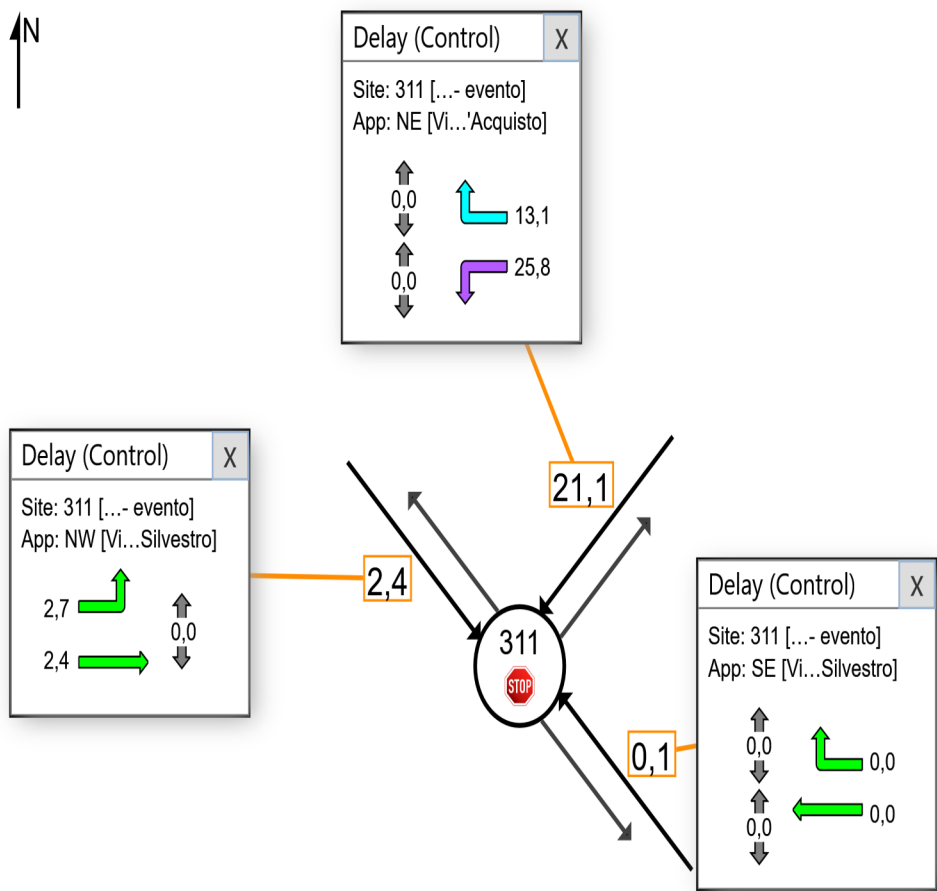 N
Delay (Control) X
Site: 311 [...- evento]
App: NE [Vi...'Acquisto]
0,0
13,1
0,0
25,8
21,1
Delay (Control) X
Site: 311 [...- evento]
App: NW [Vi...Silvestro]
2,7
0,0
2,4
2,4
311
STOP
0,1
Delay (Control) X
Site: 311 [...- evento]
App: SE [Vi...Silvestro]
0,0
0,0
0,0
0,0